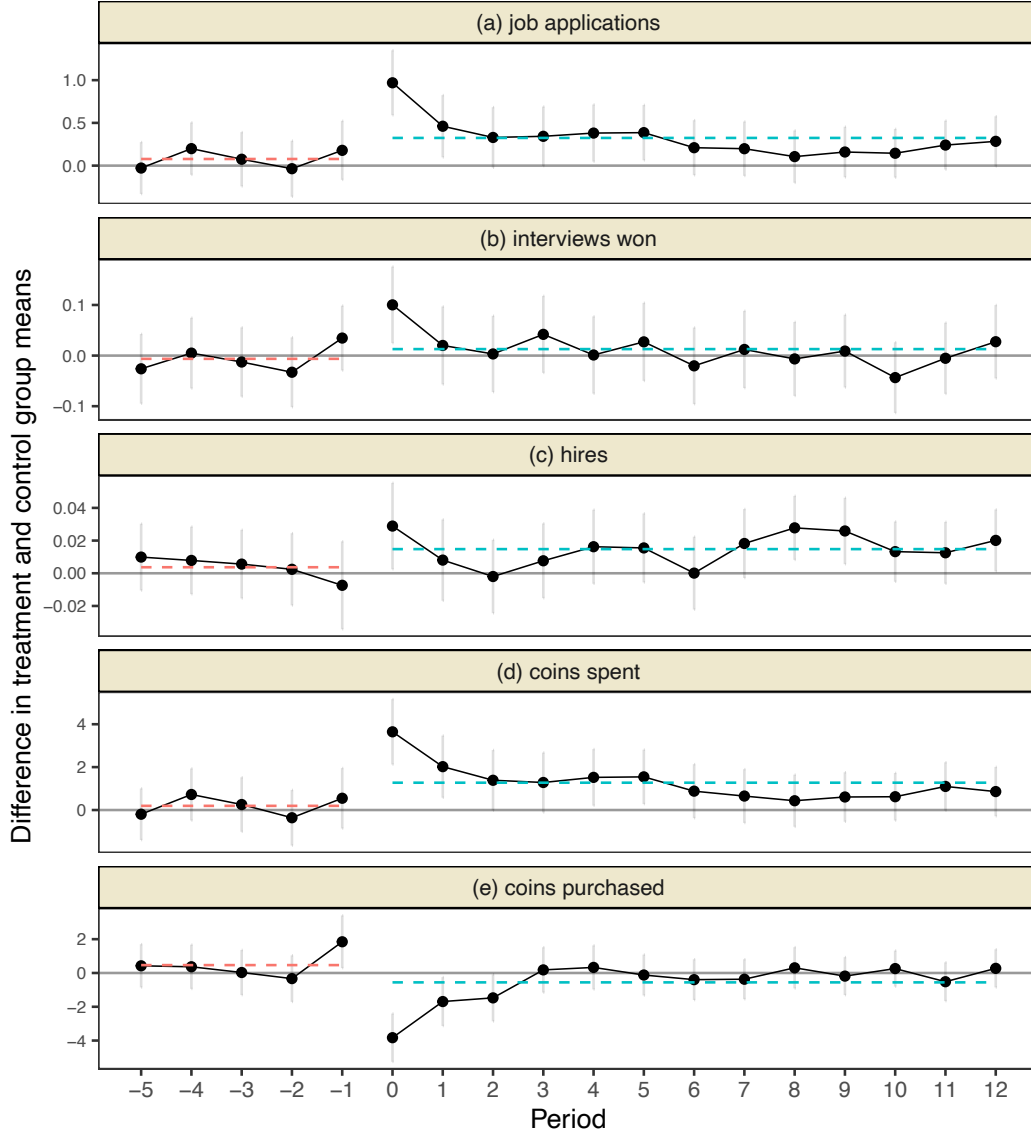 (a) job applications
1.0
0.5
0.0
(b) interviews won
0.1
0.0
−0.1
(c) hires
0.04
0.02
0.00
−0.02
(d) coins spent
4
2
0
(e) coins purchased
2
0
−2
−4
−5 −4 −3 −2 −1 0 1 2 3 4 5 6 7 8 9 10 11 12
Period
Difference in treatment and control group means